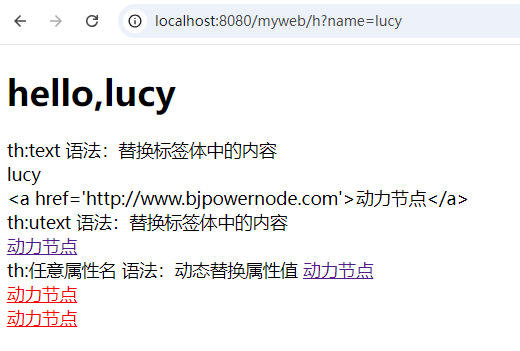 localhost:8080/myweb/h?name=lucy
hello,lucy
th:text 语法：替换标签体中的内容
lucy
<a href='http://www.bjpowernode.com'>动力节点</a>
th:utext 语法：替换标签体中的内容
动力节点
th:任意属性名 语法：动态替换属性值 动力节点
动力节点
动力节点